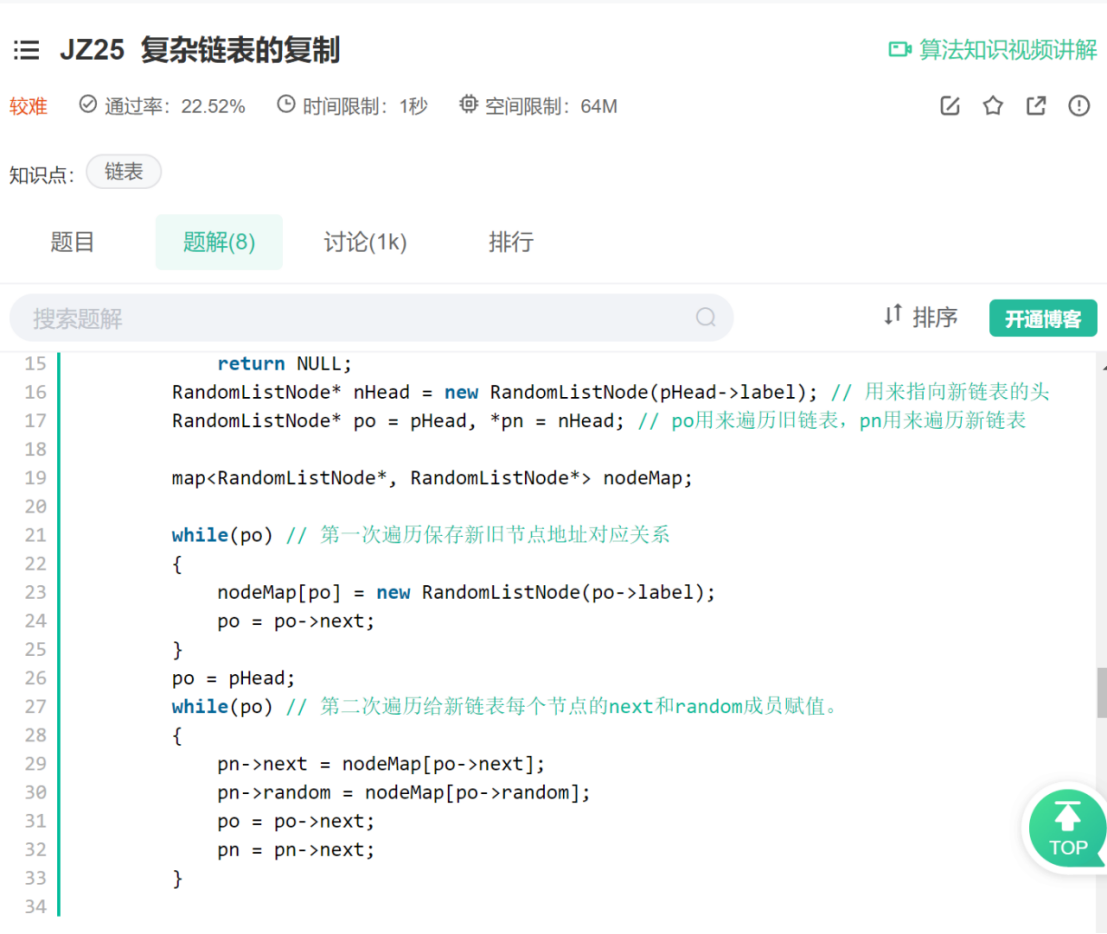 JZ25 复杂链表的复制 算法知识视频讲解
较难 通过率：22.52% 时间限制：1秒 空间限制：64M
知识点： 链表
题目 题解(8) 讨论(1k) 排行
搜索题解 排序 开通博客
15 return NULL;
16 RandomListNode* nHead = new RandomListNode(pHead->label); // 用来指向新链表的头
17 RandomListNode* po = pHead, *pn = nHead; // po用来遍历旧链表，pn用来遍历新链表
18
19 map<RandomListNode*, RandomListNode*> nodeMap;
20
21 while(po) // 第一次遍历保存新旧节点地址对应关系
22 {
23 nodeMap[po] = new RandomListNode(po->label);
24 po = po->next;
25 }
26 po = pHead;
27 while(po) // 第二次遍历给新链表每个节点的next和random成员赋值。
28 {
29 pn->next = nodeMap[po->next];
30 pn->random = nodeMap[po->random];
31 po = po->next;
32 pn = pn->next;
33 }
34
TOP